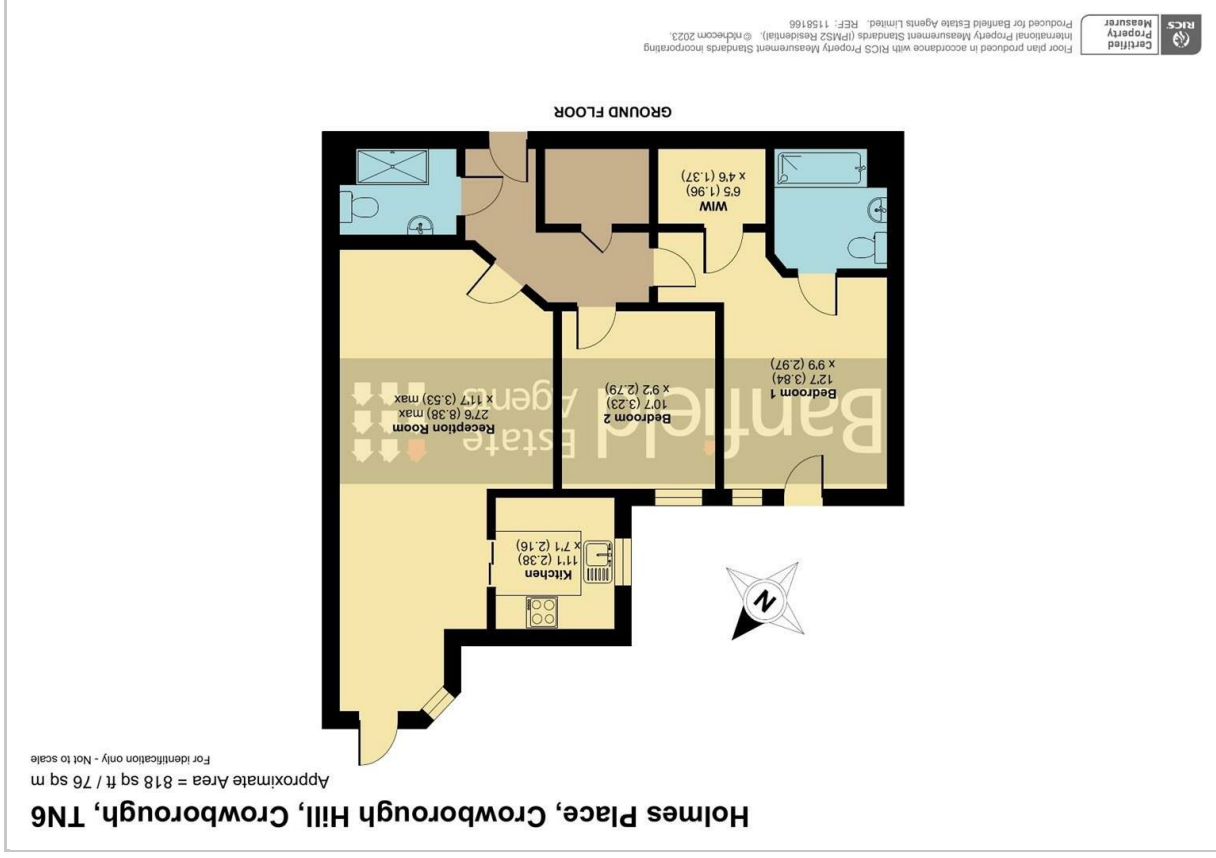 Holmes Place, Crowborough Hill, Crowborough, TN6
Approximate Area = 818 sq ft / 76 sq m
For identification only - Not to scale
N
Kitchen
11'1 (2.38)
x 7'1 (2.16)
Reception Room
27'6 (8.38) max
x 11'7 (3.53) max
Bedroom 2
10'7 (3.23)
x 9'2 (2.79)
Bedroom 1
12'7 (3.84)
x 9'9 (2.97)
Banfield
Estate
Agents
WIW
6'5 (1.96)
x 4'6 (1.37)
GROUND FLOOR
Certified
Property
Measurer
RICS
Floor plan produced in accordance with RICS Property Measurement Standards incorporating
International Property Measurement Standards (IPMS2 Residential). © nichecom 2023.
Produced for Banfield Estate Agents Limited. REF: 1158166